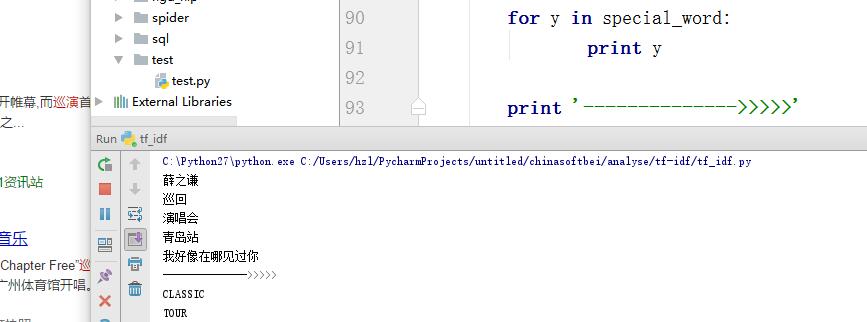 spider
sql
test
test.py
External Libraries
90
for y in special_word:
91
print y
92
93
print '-------------->>>>>'
开帷幕,而巡演首
之...
1资讯站
音乐
Chapter Free”巡
广州体育馆开唱。
Run tf_idf
C:\Python27\python.exe C:/Users/hzl/PycharmProjects/untitled/chinasoftbei/analyse/tf-idf/tf_idf.py
薛之谦
巡回
演唱会
青岛站
我好像在哪见过你
-------------->>>>>
CLASSIC
TOUR